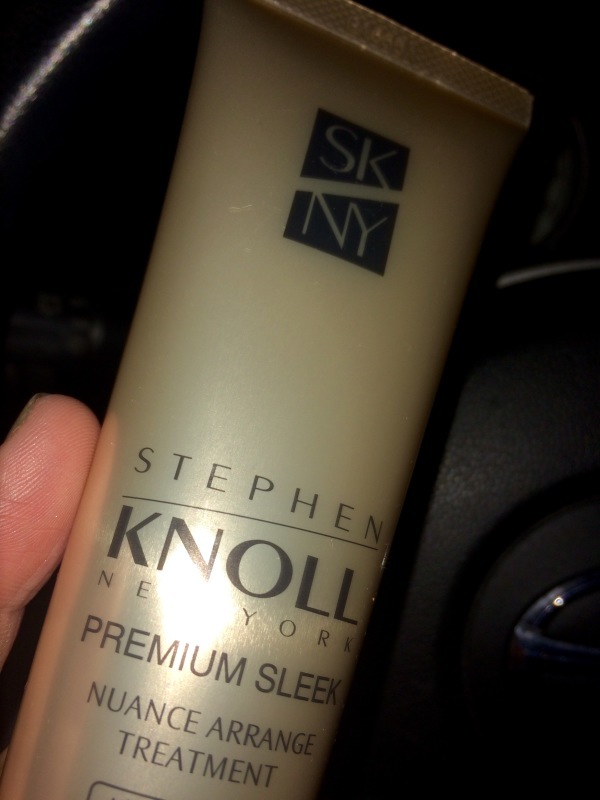 SK
NY
STEPHEN
KNOLL
NEW YORK
PREMIUM SLEEK
NUANCE ARRANGE
TREATMENT